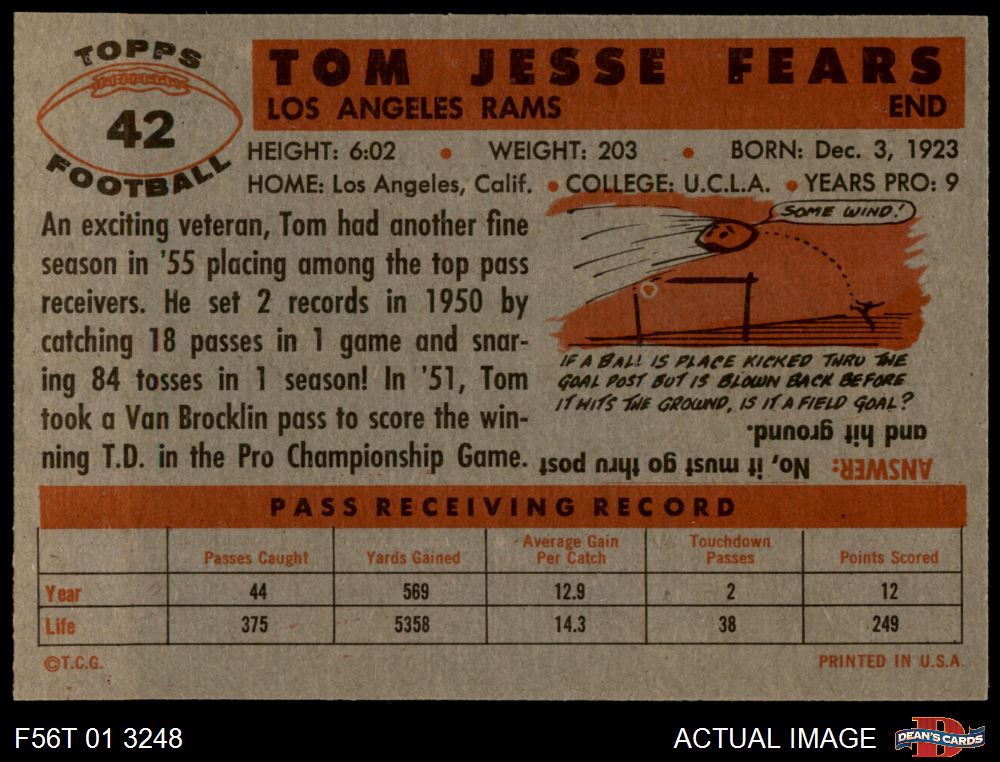 TOPPS
42
FOOTBALL
TOM JESSE FEARS
LOS ANGELES RAMS END
HEIGHT: 6:02 • WEIGHT: 203 • BORN: Dec. 3, 1923
HOME: Los Angeles, Calif. • COLLEGE: U.C.L.A. • YEARS PRO: 9
An exciting veteran, Tom had another fine
season in '55 placing among the top pass
receivers. He set 2 records in 1950 by
catching 18 passes in 1 game and snar-
ing 84 tosses in 1 season! In '51, Tom
took a Van Brocklin pass to score the win-
ning T.D. in the Pro Championship Game.
SOME WIND!
IF A BALL IS PLACE KICKED THRU THE
GOAL POST BUT IS BLOWN BACK BEFORE
IT HITS THE GROUND, IS IT A FIELD GOAL?
ANSWER: No, it must go thru post
and hit ground.
PASS RECEIVING RECORD
Passes Caught Yards Gained Average Gain Per Catch Touchdown Passes Points Scored
Year 44 569 12.9 2 12
Life 375 5358 14.3 38 249
©T.C.G. PRINTED IN U.S.A.
F56T 01 3248 ACTUAL IMAGE DEAN'S CARDS